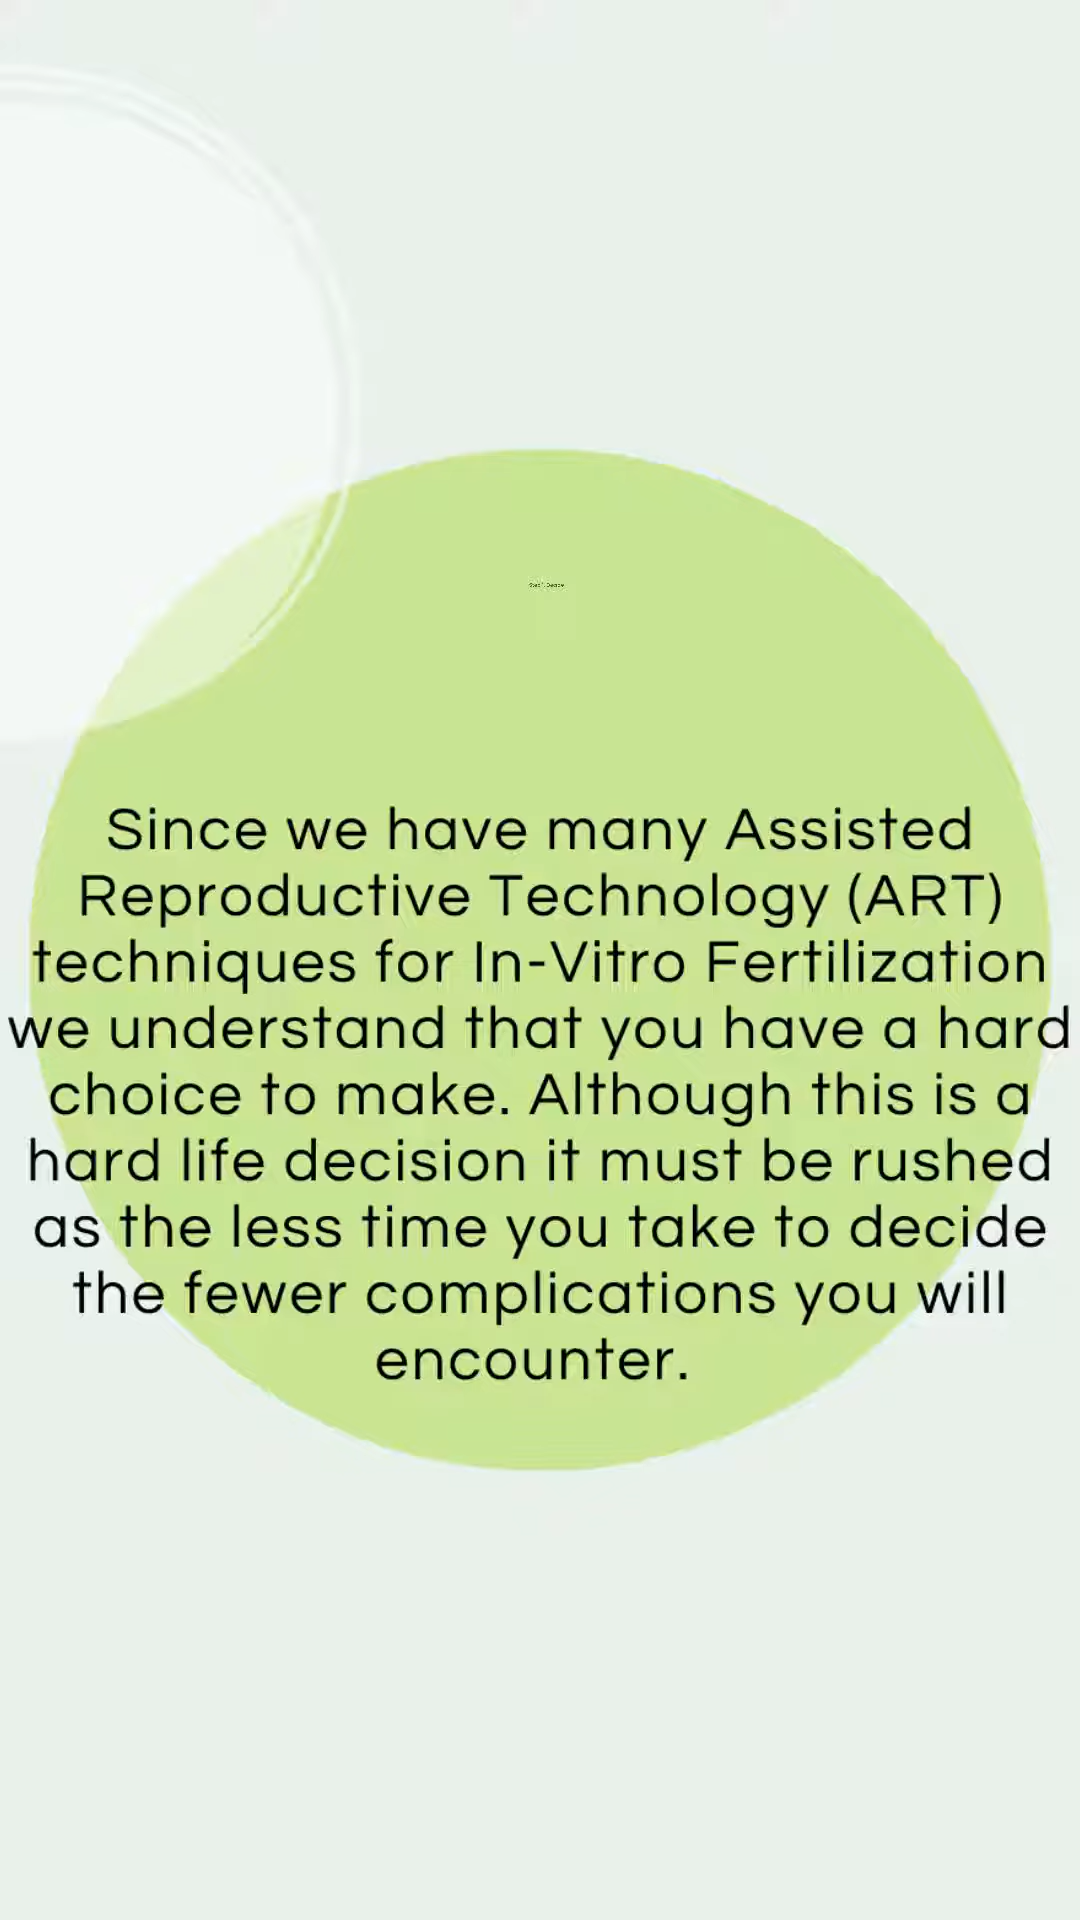 Since we have many Assisted
Reproductive Technology (ART)
techniques for In-Vitro Fertilization
we understand that you have a hard
choice to make. Although this is a
hard life decision it must be rushed
as the less time you take to decide
the fewer complications you will
encounter.